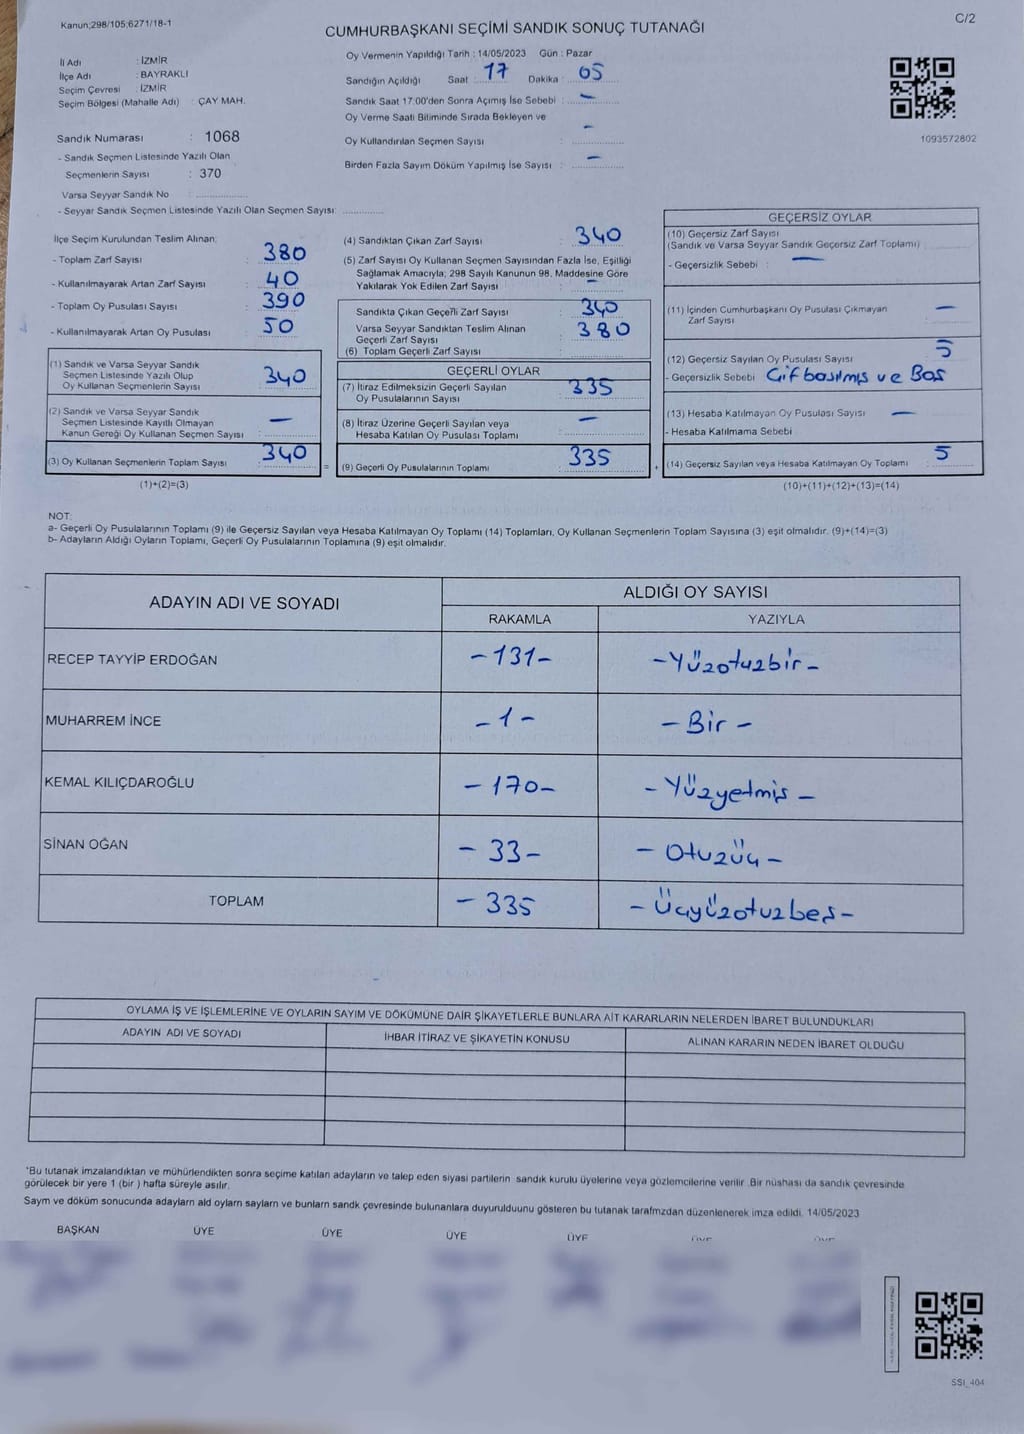 Kanun;298/105;6271/18-1
C/2
CUMHURBAŞKANI SEÇİMİ SANDIK SONUÇ TUTANAĞI
İli Adı : İZMİR
İlçe Adı : BAYRAKLI
Seçim Çevresi : İZMİR
Seçim Bölgesi (Mahalle Adı) : ÇAY MAH.
Sandık Numarası : 1068
- Sandık Seçmen Listesinde Yazılı Olan
Seçmenlerin Sayısı : 370
Varsa Seyyar Sandık No :
- Seyyar Sandık Seçmen Listesinde Yazılı Olan Seçmen Sayısı:
Oy Vermenin Yapıldığı Tarih : 14/05/2023 Gün : Pazar
Sandığın Açıldığı Saat : 17 Dakika : 05
Sandık Saat 17:00'den Sonra Açımış İse Sebebi : -
Oy Verme Saati Bitiminde Sırada Bekleyen ve
Oy Kullandırılan Seçmen Sayısı : -
Birden Fazla Sayım Döküm Yapılmış İse Sayısı : -
1093572802
İlçe Seçim Kurulundan Teslim Alınan;
- Toplam Zarf Sayısı : 380
- Kullanılmayarak Artan Zarf Sayısı : 40
- Toplam Oy Pusulası Sayısı : 390
- Kullanılmayarak Artan Oy Pusulası : 50
(1) Sandık ve Varsa Seyyar Sandık
Seçmen Listesinde Yazılı Olup
Oy Kullanan Seçmenlerin Sayısı : 340
(2) Sandık ve Varsa Seyyar Sandık
Seçmen Listesinde Kayıtlı Olmayan
Kanun Gereği Oy Kullanan Seçmen Sayısı : -
(3) Oy Kullanan Seçmenlerin Toplam Sayısı : 340
(1)+(2)=(3)
(4) Sandıktan Çıkan Zarf Sayısı : 340
(5) Zarf Sayısı Oy Kullanan Seçmen Sayısından Fazla İse, Eşitliği
Sağlamak Amacıyla; 298 Sayılı Kanunun 98. Maddesine Göre
Yakılarak Yok Edilen Zarf Sayısı : -
Sandıkta Çıkan Geçerli Zarf Sayısı : 340
Varsa Seyyar Sandıktan Teslim Alınan : 380
Geçerli Zarf Sayısı
(6) Toplam Geçerli Zarf Sayısı :
GEÇERLİ OYLAR
(7) İtiraz Edilmeksizin Geçerli Sayılan : 335
Oy Pusulalarının Sayısı
(8) İtiraz Üzerine Geçerli Sayılan veya : -
Hesaba Katılan Oy Pusulası Toplamı
= (9) Geçerli Oy Pusulalarının Toplamı : 335
GEÇERSİZ OYLAR
(10) Geçersiz Zarf Sayısı
(Sandık ve Varsa Seyyar Sandık Geçersiz Zarf Toplamı) :
- Geçersizlik Sebebi : -
(11) İçinden Cumhurbaşkanı Oy Pusulası Çıkmayan : -
Zarf Sayısı
(12) Geçersiz Sayılan Oy Pusulası Sayısı : 5
- Geçersizlik Sebebi : Çift basılmış ve Boş
(13) Hesaba Katılmayan Oy Pusulası Sayısı : -
- Hesaba Katılmama Sebebi
+ (14) Geçersiz Sayılan veya Hesaba Katılmayan Oy Toplamı : 5
(10)+(11)+(12)+(13)=(14)
NOT:
a- Geçerli Oy Pusulalarının Toplamı (9) ile Geçersiz Sayılan veya Hesaba Katılmayan Oy Toplamı (14) Toplamları, Oy Kullanan Seçmenlerin Toplam Sayısına (3) eşit olmalıdır. (9)+(14)=(3)
b- Adayların Aldığı Oyların Toplamı, Geçerli Oy Pusulalarının Toplamına (9) eşit olmalıdır.
ADAYIN ADI VE SOYADI
ALDIĞI OY SAYISI
RAKAMLA YAZIYLA
RECEP TAYYİP ERDOĞAN -131- -Yüzotuzbir-
MUHARREM İNCE -1- -Bir-
KEMAL KILIÇDAROĞLU -170- -Yüzyetmiş-
SİNAN OĞAN -33- -Otuzüç-
TOPLAM -335 -Üçyüzotuzbeş-
OYLAMA İŞ VE İŞLEMLERİNE VE OYLARIN SAYIM VE DÖKÜMÜNE DAİR ŞİKAYETLERLE BUNLARA AİT KARARLARIN NELERDEN İBARET BULUNDUKLARI
ADAYIN ADI VE SOYADI İHBAR İTİRAZ VE ŞİKAYETİN KONUSU ALINAN KARARIN NEDEN İBARET OLDUĞU
*Bu tutanak imzalandıktan ve mühürlendikten sonra seçime katılan adayların ve talep eden siyasi partilerin sandık kurulu üyelerine veya gözlemcilerine verilir. Bir nüshası da sandık çevresinde
görülecek bir yere 1 (bir ) hafta süreyle asılır.
Saym ve döküm sonucunda adaylarn ald oylarn saylarn ve bunlarn sandk çevresinde bulunanlara duyurulduunu gösteren bu tutanak tarafmzdan düzenlenerek imza edildi. 14/05/2023
BAŞKAN ÜYE ÜYE ÜYE ÜYE
SSI_404